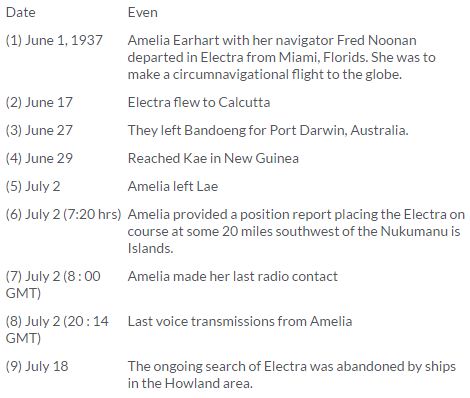 Date Even
(1) June 1, 1937 Amelia Earhart with her navigator Fred Noonan
departed in Electra from Miami, Florids. She was to
make a circumnavigational flight to the globe.
(2) June 17 Electra flew to Calcutta
(3) June 27 They left Bandoeng for Port Darwin, Australia.
(4) June 29 Reached Kae in New Guinea
(5) July 2 Amelia left Lae
(6) July 2 (7:20 hrs) Amelia provided a position report placing the Electra on
course at some 20 miles southwest of the Nukumanu is
Islands.
(7) July 2 (8 : 00 Amelia made her last radio contact
GMT)
(8) July 2 (20 : 14 Last voice transmissions from Amelia
GMT)
(9) July 18 The ongoing search of Electra was abandoned by ships
in the Howland area.